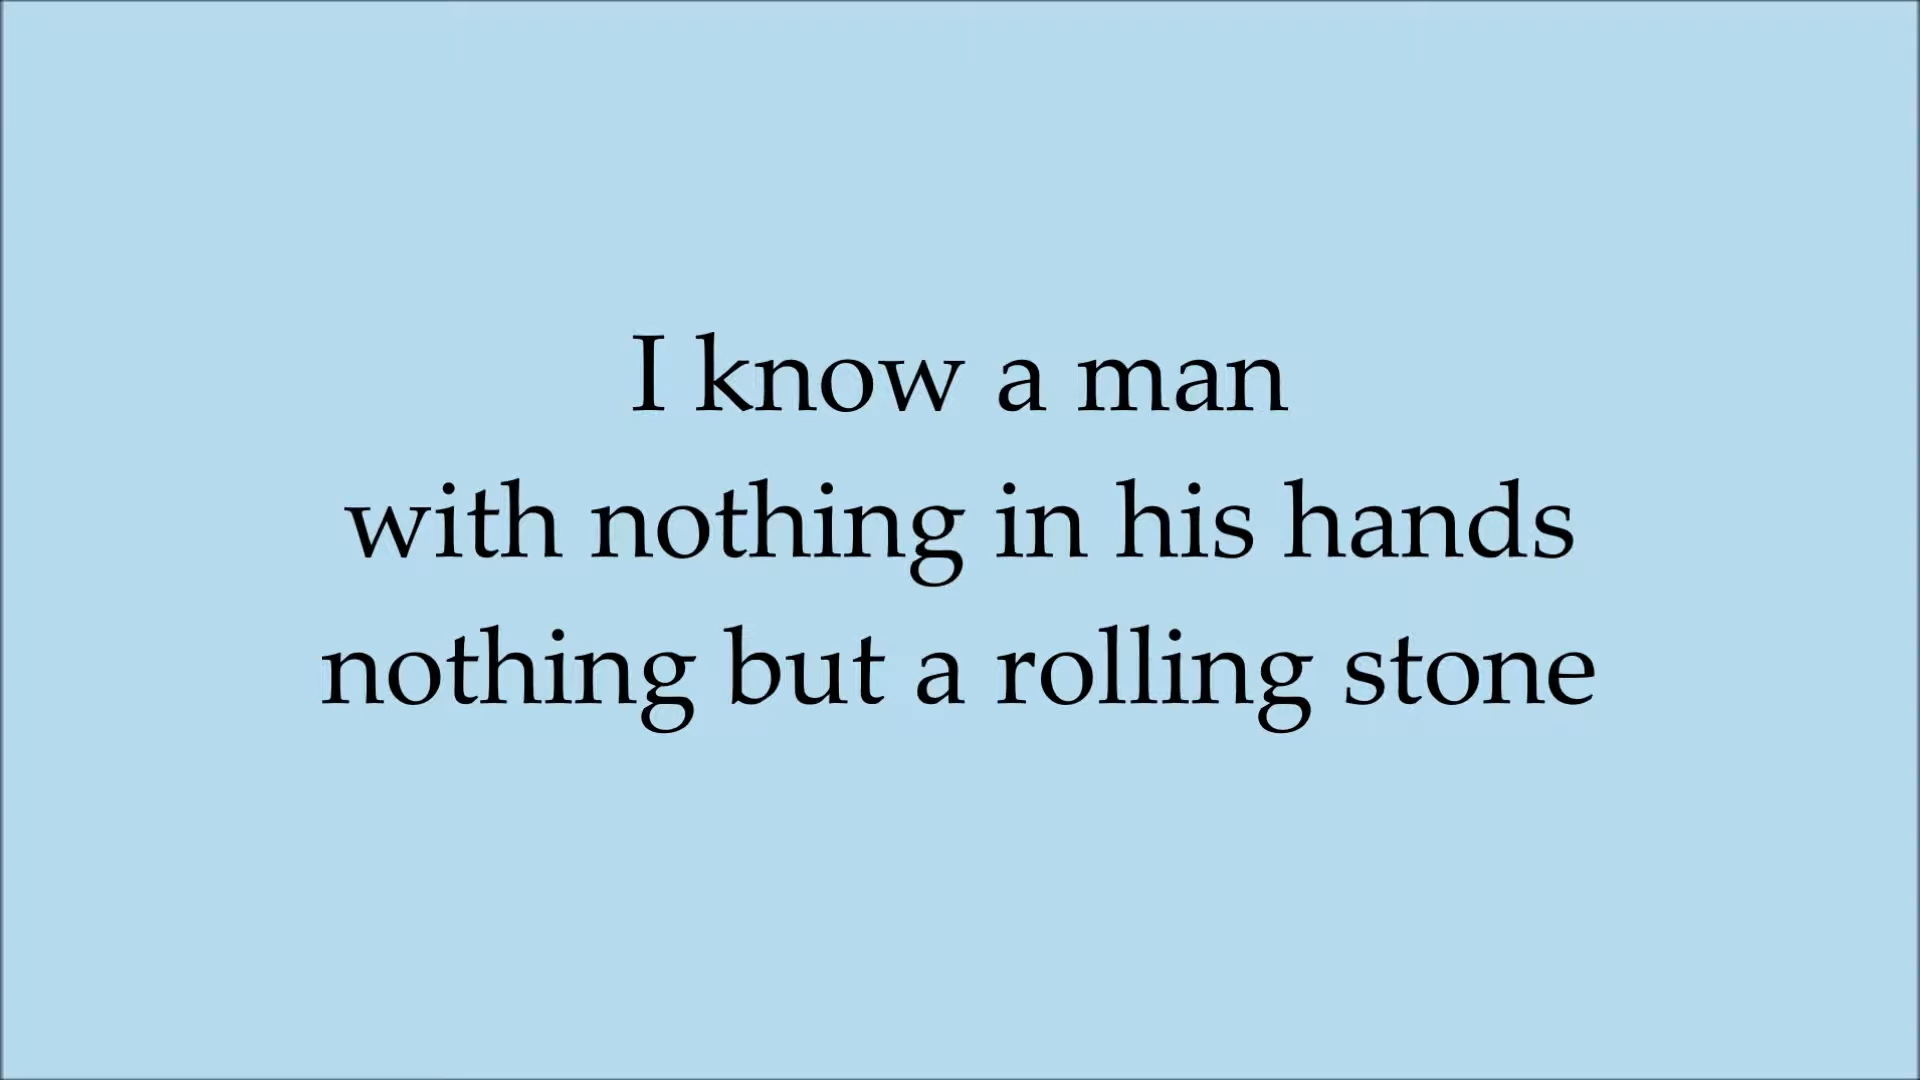 I know a man
with nothing in his hands
nothing but a rolling stone